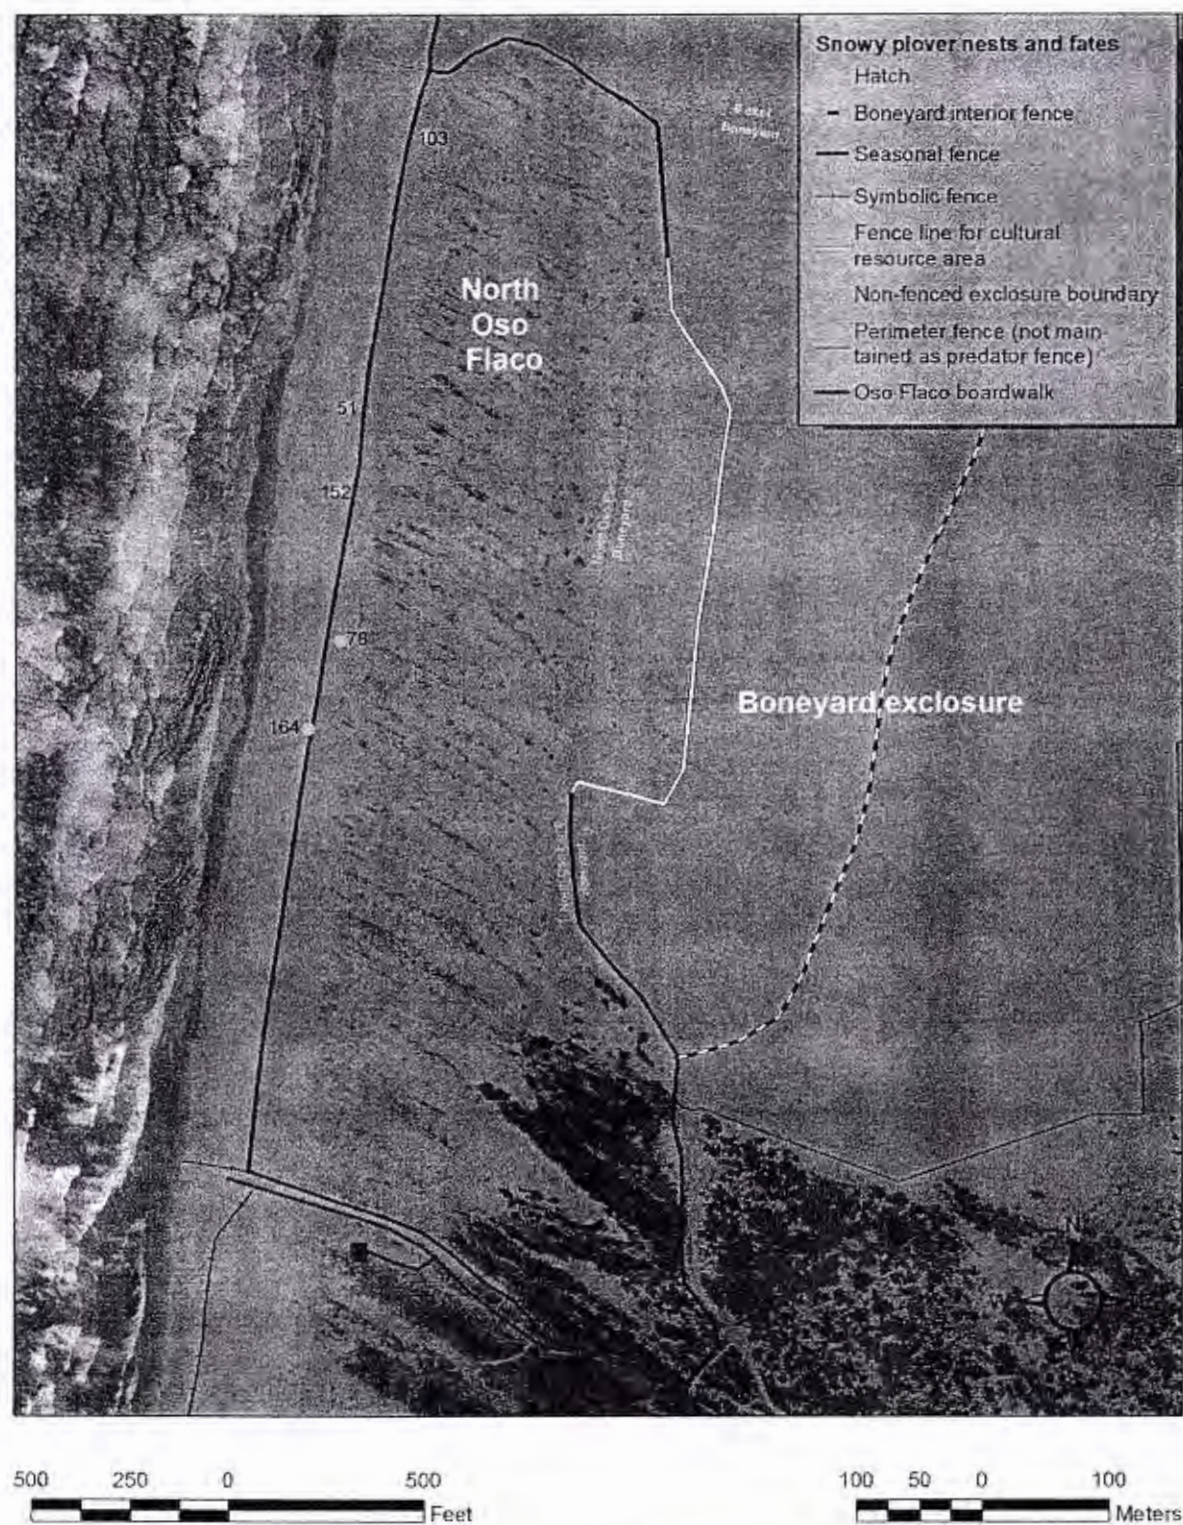 Snowy plover nests and fates
Hatch
Boneyard interior fence
Seasonal fence
Symbolic fence
Fence line for cultural
resource area
Non-fenced exclosure boundary
Perimeter fence (not main-
tained as predator fence)
Oso Flaco boardwalk
Boneyard
103
North
Oso
Flaco
51
152
Boneyard
78
164
Boneyard exclosure
N
500 250 0 500
Feet
100 50 0 100
Meters